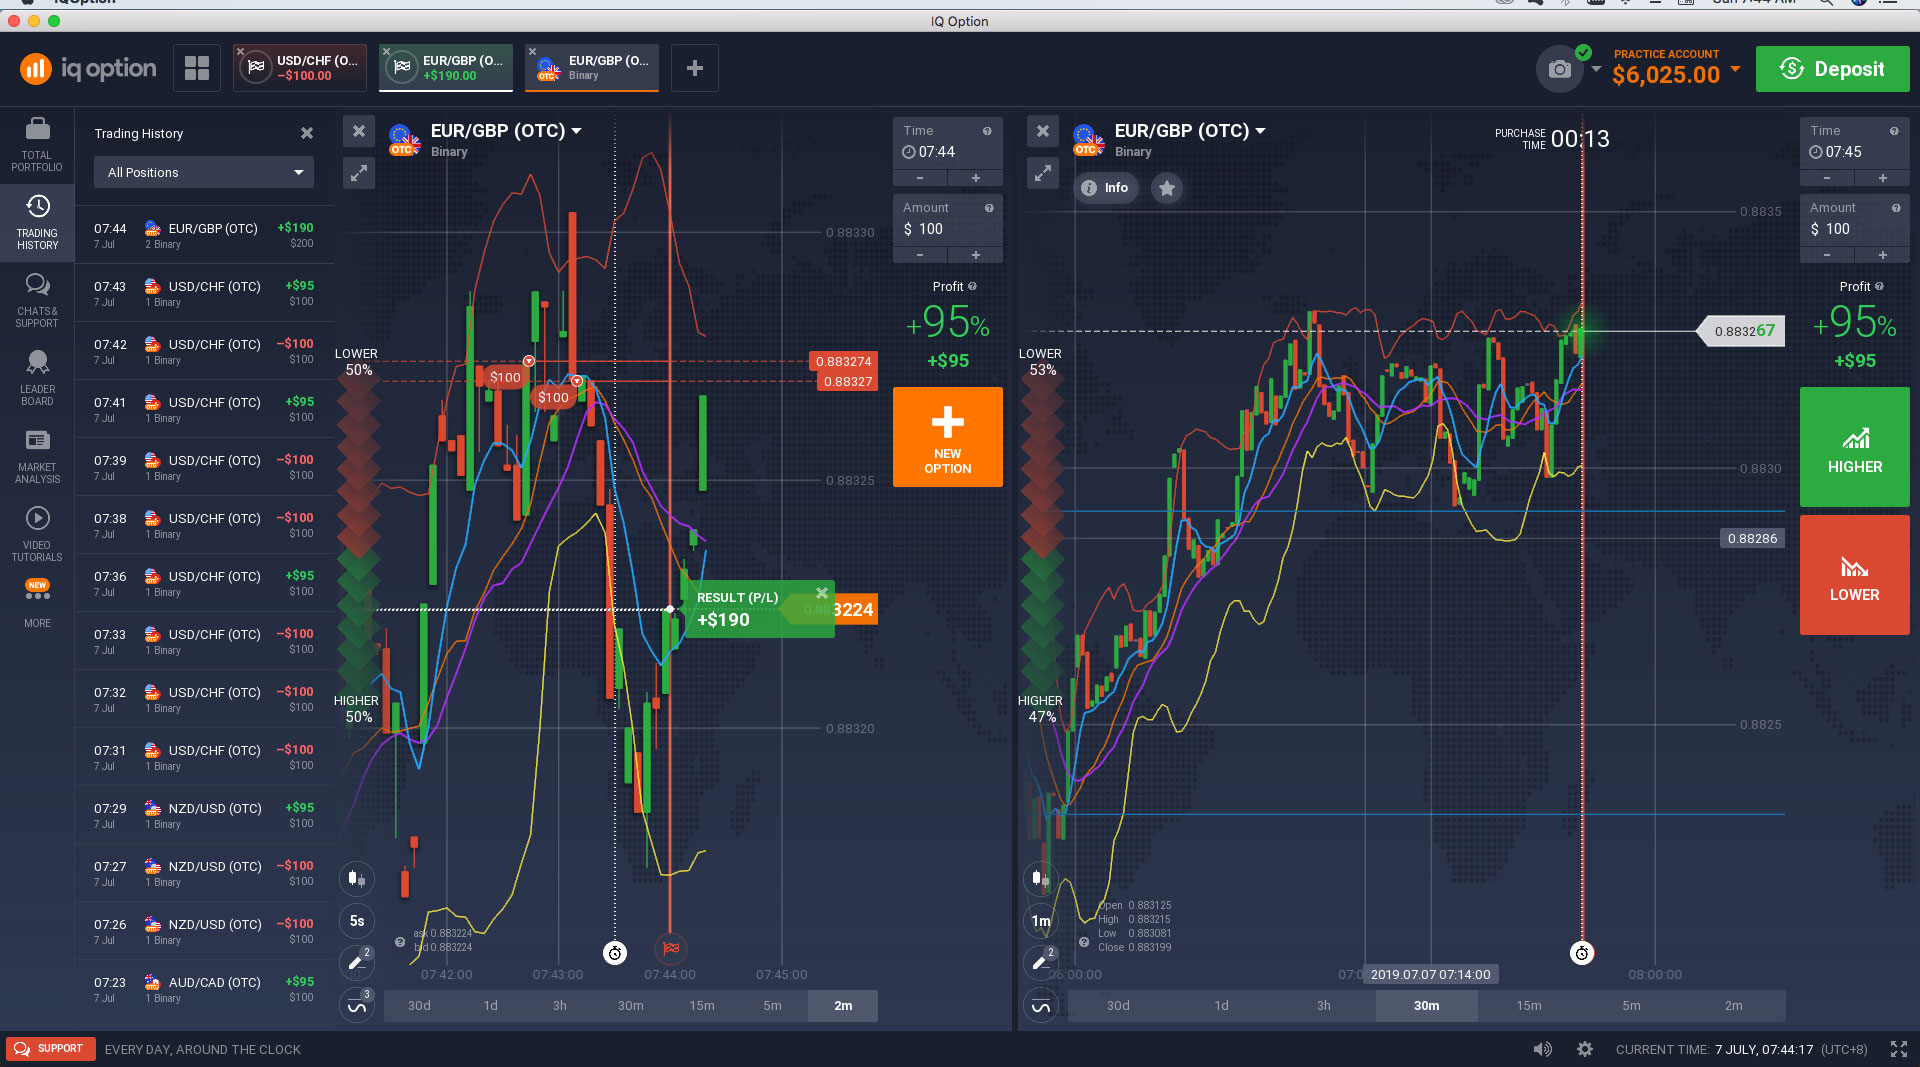 IQ Option
IQ Option
iq option
USD/CHF (O...
–$100.00
EUR/GBP (O...
+$190.00
EUR/GBP (O...
Binary
OTC
PRACTICE ACCOUNT
$6,025.00
Deposit
TOTAL
PORTFOLIO
TRADING
HISTORY
CHATS &
SUPPORT
LEADER
BOARD
MARKET
ANALYSIS
VIDEO
TUTORIALS
NEW
MORE
Trading History
All Positions
07:44 EUR/GBP (OTC) +$190
7 Jul 2 Binary $200
07:43 USD/CHF (OTC) +$95
7 Jul 1 Binary $100
07:42 USD/CHF (OTC) –$100
7 Jul 1 Binary $100
07:41 USD/CHF (OTC) +$95
7 Jul 1 Binary $100
07:39 USD/CHF (OTC) –$100
7 Jul 1 Binary $100
07:38 USD/CHF (OTC) –$100
7 Jul 1 Binary $100
07:36 USD/CHF (OTC) +$95
7 Jul 1 Binary $100
07:33 USD/CHF (OTC) –$100
7 Jul 1 Binary $100
07:32 USD/CHF (OTC) –$100
7 Jul 1 Binary $100
07:31 USD/CHF (OTC) –$100
7 Jul 1 Binary $100
07:29 NZD/USD (OTC) +$95
7 Jul 1 Binary $100
07:27 NZD/USD (OTC) –$100
7 Jul 1 Binary $100
07:26 NZD/USD (OTC) –$100
7 Jul 1 Binary $100
07:23 AUD/CAD (OTC) +$95
7 Jul 1 Binary $100
OTC
EUR/GBP (OTC)
Binary
0.88330
LOWER
50%
0.883274
0.88327
$100
$100
0.88325
RESULT (P/L)
+$190
0.883224
HIGHER
50%
0.88320
5s
2
3
ask 0.883224
bid 0.883224
07:42:00 07:43:00 07:44:00 07:45:00
30d 1d 3h 30m 15m 5m 2m
Time
07:44
- +
Amount
$ 100
- +
Profit
+95%
+$95
NEW
OPTION
OTC
EUR/GBP (OTC)
Binary
Info
PURCHASE
TIME
00:13
0.8835
LOWER
53%
0.883267
0.8830
0.88286
HIGHER
47%
0.8825
1m
2
Open 0.883125
High 0.883215
Low 0.883081
Close 0.883199
06:00:00 2019.07.07 07:14:00 08:00:00
30d 1d 3h 30m 15m 5m 2m
Time
07:45
- +
Amount
$ 100
- +
Profit
+95%
+$95
HIGHER
LOWER
SUPPORT
EVERY DAY, AROUND THE CLOCK
CURRENT TIME: 7 JULY, 07:44:17 (UTC+8)